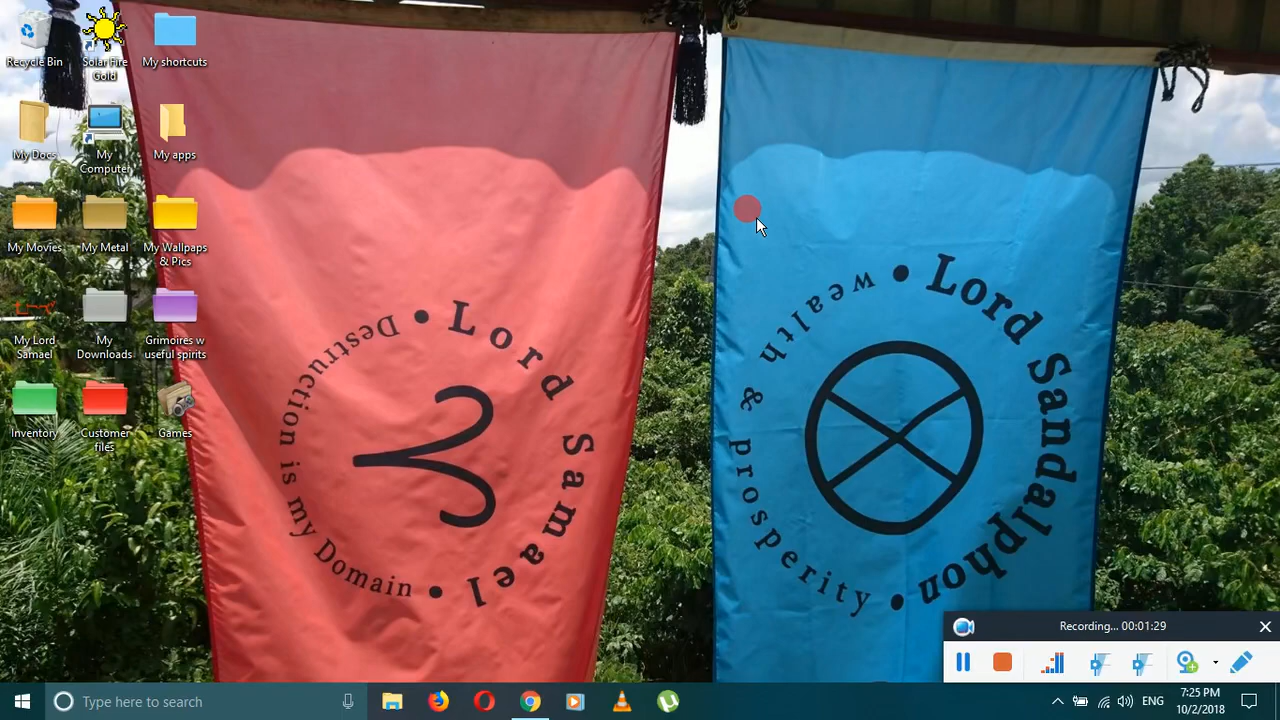 Recycle Bin
Solar Fire
Gold
My shortcuts
My Docs
My
Computer
My apps
My Movies
My Metal
My Wallpaps
& Pics
My Lord
Samael
My
Downloads
Grimoires w
useful spirits
Inventory
Customer
files
Games
Lord Samael
Destruction is my Domain
Lord Sandalphon
wealth & prosperity
Recording... 00:01:29
Type here to search
ENG
7:25 PM
10/2/2018